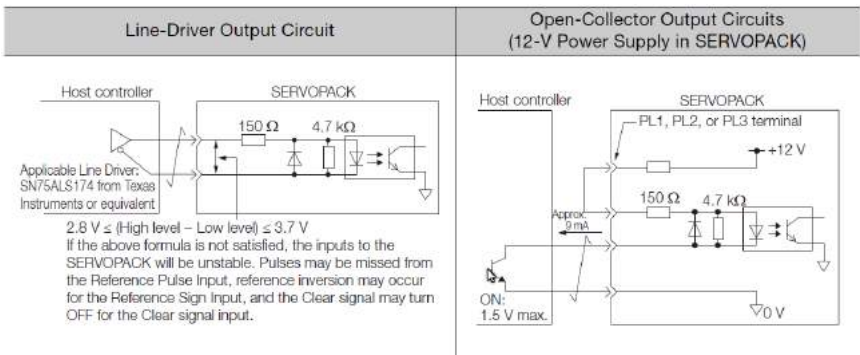 Line-Driver Output Circuit
Open-Collector Output Circuits
(12-V Power Supply in SERVOPACK)
Host controller
SERVOPACK
150 Ω
4.7 kΩ
Applicable Line Driver:
SN75ALS174 from Texas
Instruments or equivalent
2.8 V ≤ (High level – Low level) ≤ 3.7 V
If the above formula is not satisfied, the inputs to the
SERVOPACK will be unstable. Pulses may be missed from
the Reference Pulse Input, reference inversion may occur
for the Reference Sign Input, and the Clear signal may turn
OFF for the Clear signal input.
Host controller
SERVOPACK
PL1, PL2, or PL3 terminal
+12 V
150 Ω
4.7 kΩ
Approx.
9 mA
ON:
1.5 V max.
0 V